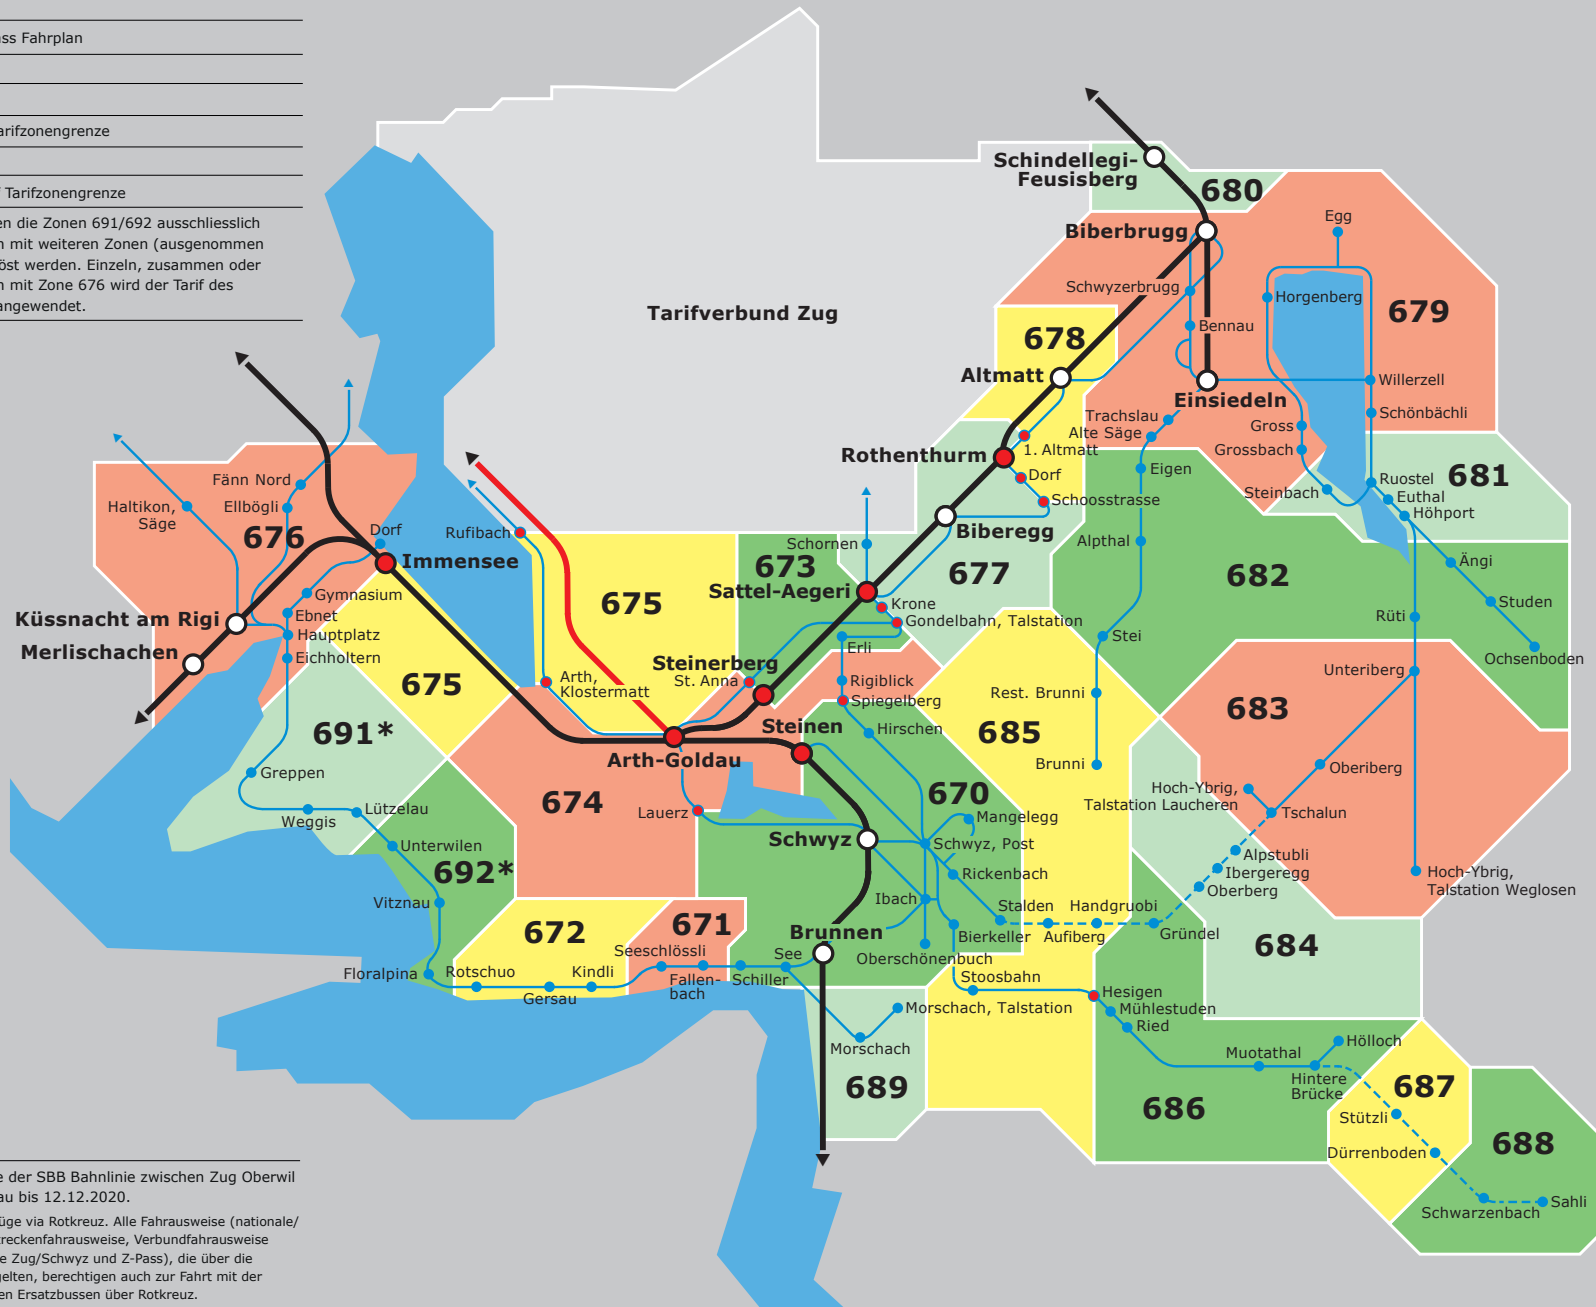 ss Fahrplan
arifzonengrenze
Tarifzonengrenze
en die Zonen 691/692 ausschliesslich
n mit weiteren Zonen (ausgenommen
öst werden. Einzeln, zusammen oder
n mit Zone 676 wird der Tarif des
angewendet.
Schindellegi-
Feusisberg
680
Biberbrugg
Egg
Schwyzerbrugg
Horgenberg
679
Tarifverbund Zug
Bennau
678
Altmatt
Einsiedeln
Willerzell
Schönbächli
Trachslau
Alte Säge
Gross
Grossbach
1. Altmatt
Rothenthurm
Eigen
Dorf
Schoosstrasse
Steinbach
Ruostel
681
Euthal
Höhport
Fänn Nord
Haltikon,
Säge
Ellbögli
676
Dorf
Immensee
Rufibach
Schornen
Biberegg
Alpthal
673
677
682
Ängi
Sattel-Aegeri
675
Gymnasium
Krone
Studen
Küssnacht am Rigi
Ebnet
Gondelbahn, Talstation
Rüti
Hauptplatz
Erli
Stei
Merlischachen
Eichholtern
Steinerberg
Ochsenboden
675
Arth,
Klostermatt
St. Anna
Rigiblick
Unteriberg
Spiegelberg
Rest. Brunni
683
691*
Steinen
Hirschen
685
Arth-Goldau
Brunni
Oberiberg
Greppen
674
670
Hoch-Ybrig,
Talstation Laucheren
Weggis
Lützelau
Lauerz
Mangelegg
Tschalun
Schwyz
Schwyz, Post
Unterwilen
Alpstubli
692*
Rickenbach
Ibergeregg
Hoch-Ybrig,
Talstation Weglosen
Oberberg
Vitznau
Ibach
Stalden
Handgruobi
672
671
Brunnen
Bierkeller
Aufiberg
Gründel
684
Seeschlössli
See
Oberschönenbuch
Floralpina
Rotschuo
Kindli
Fallen-
bach
Schiller
Stoosbahn
Gersau
Hesigen
Morschach, Talstation
Mühlestuden
Ried
Morschach
Muotathal
Hölloch
689
Hintere
Brücke
687
686
Stützli
688
Dürrenboden
Schwarzenbach
Sahli
e der SBB Bahnlinie zwischen Zug Oberwil
au bis 12.12.2020.
üge via Rotkreuz. Alle Fahrausweise (nationale/
treckenfahrausweise, Verbundfahrausweise
e Zug/Schwyz und Z-Pass), die über die
gelten, berechtigen auch zur Fahrt mit der
en Ersatzbussen über Rotkreuz.